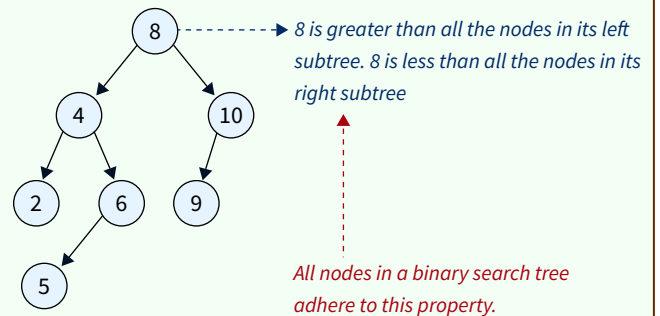 8
8 is greater than all the nodes in its left
subtree. 8 is less than all the nodes in its
right subtree
4
10
2
6
9
5
All nodes in a binary search tree
adhere to this property.